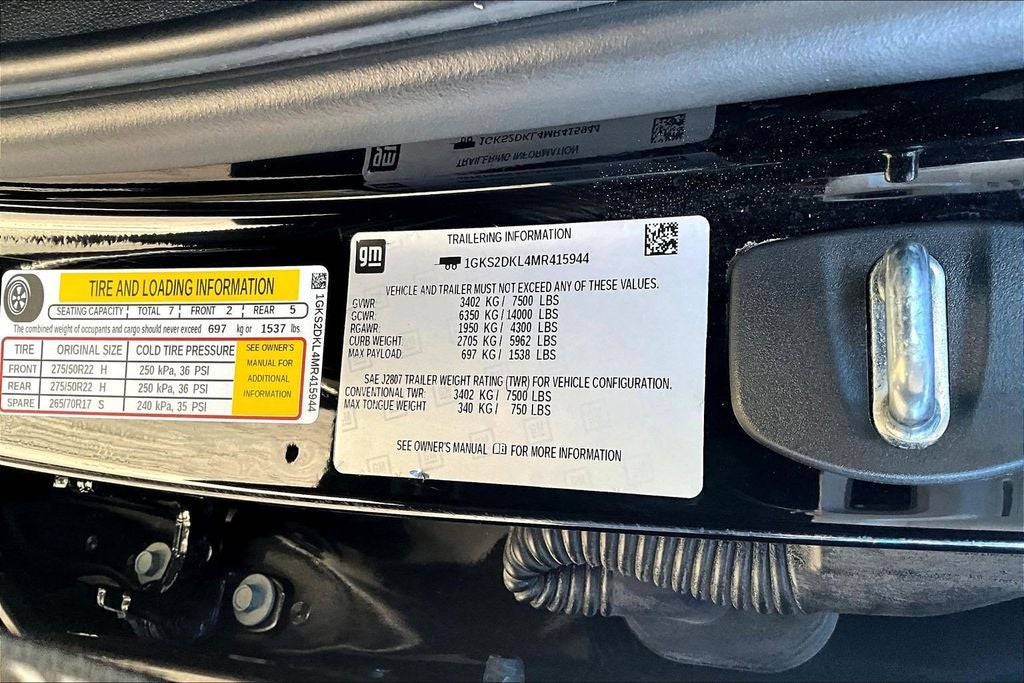 TIRE AND LOADING INFORMATION
SEATING CAPACITY TOTAL 7 FRONT 2 REAR 5
The combined weight of occupants and cargo should never exceed 697 kg or 1537 lbs
TIRE ORIGINAL SIZE COLD TIRE PRESSURE
FRONT 275/50R22 H 250 kPa, 36 PSI
REAR 275/50R22 H 250 kPa, 36 PSI
SPARE 265/70R17 S 240 kPa, 35 PSI
SEE OWNER'S
MANUAL FOR
ADDITIONAL
INFORMATION
1GKS2DKL4MR415944
gm
TRAILERING INFORMATION
1GKS2DKL4MR415944
VEHICLE AND TRAILER MUST NOT EXCEED ANY OF THESE VALUES.
GVWR: 3402 KG / 7500 LBS
GCWR: 6350 KG / 14000 LBS
RGAWR: 1950 KG / 4300 LBS
CURB WEIGHT: 2705 KG / 5962 LBS
MAX PAYLOAD: 697 KG / 1538 LBS
SAE J2807 TRAILER WEIGHT RATING (TWR) FOR VEHICLE CONFIGURATION.
CONVENTIONAL TWR: 3402 KG / 7500 LBS
MAX TONGUE WEIGHT 340 KG / 750 LBS
SEE OWNER'S MANUAL FOR MORE INFORMATION
gm
1GKS2DKL4MR415944
TRAILERING INFORMATION